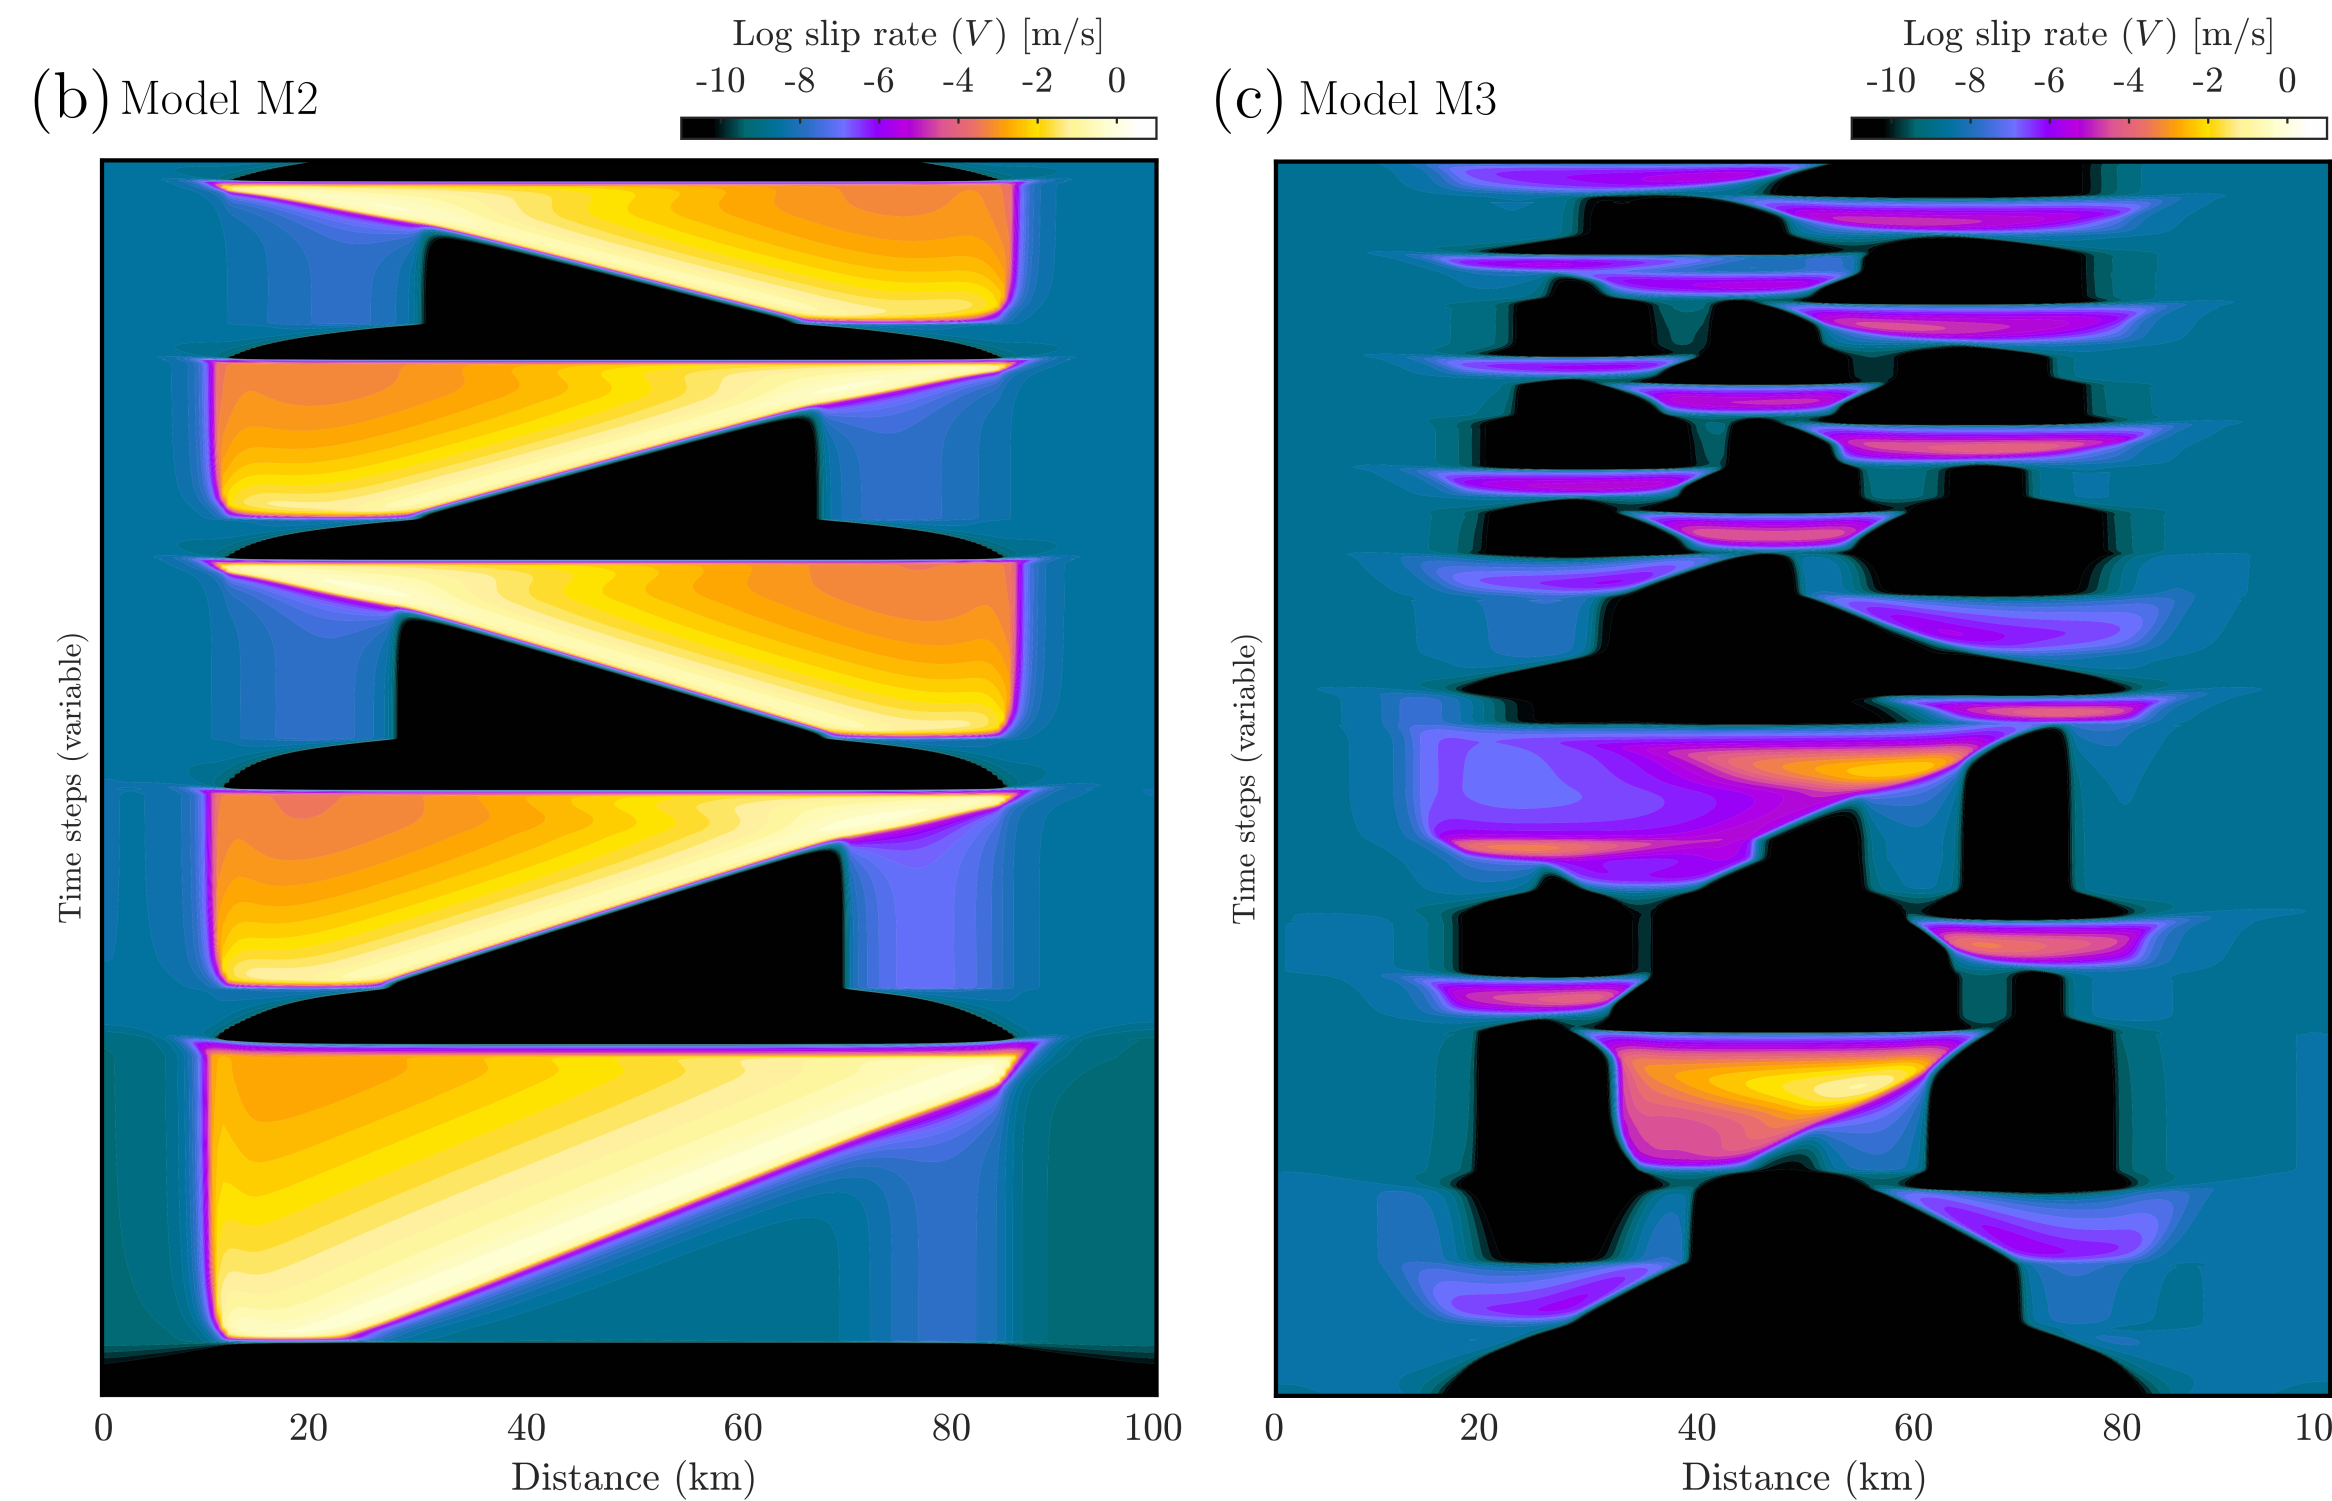 Log slip rate (V) [m/s]
-10 -8 -6 -4 -2 0
(b) Model M2
Time steps (variable)
0 20 40 60 80 100
Distance (km)
Log slip rate (V) [m/s]
-10 -8 -6 -4 -2 0
(c) Model M3
Time steps (variable)
0 20 40 60 80 10
Distance (km)